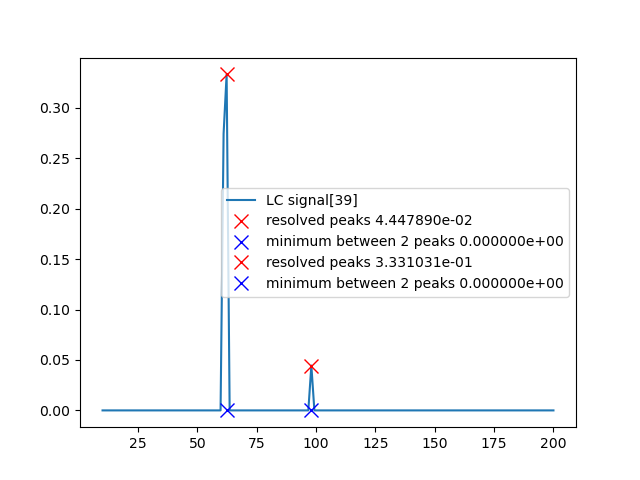 0.30
0.25
0.20
0.15
0.10
0.05
0.00
LC signal[39]
resolved peaks 4.447890e-02
minimum between 2 peaks 0.000000e+00
resolved peaks 3.331031e-01
minimum between 2 peaks 0.000000e+00
25 50 75 100 125 150 175 200